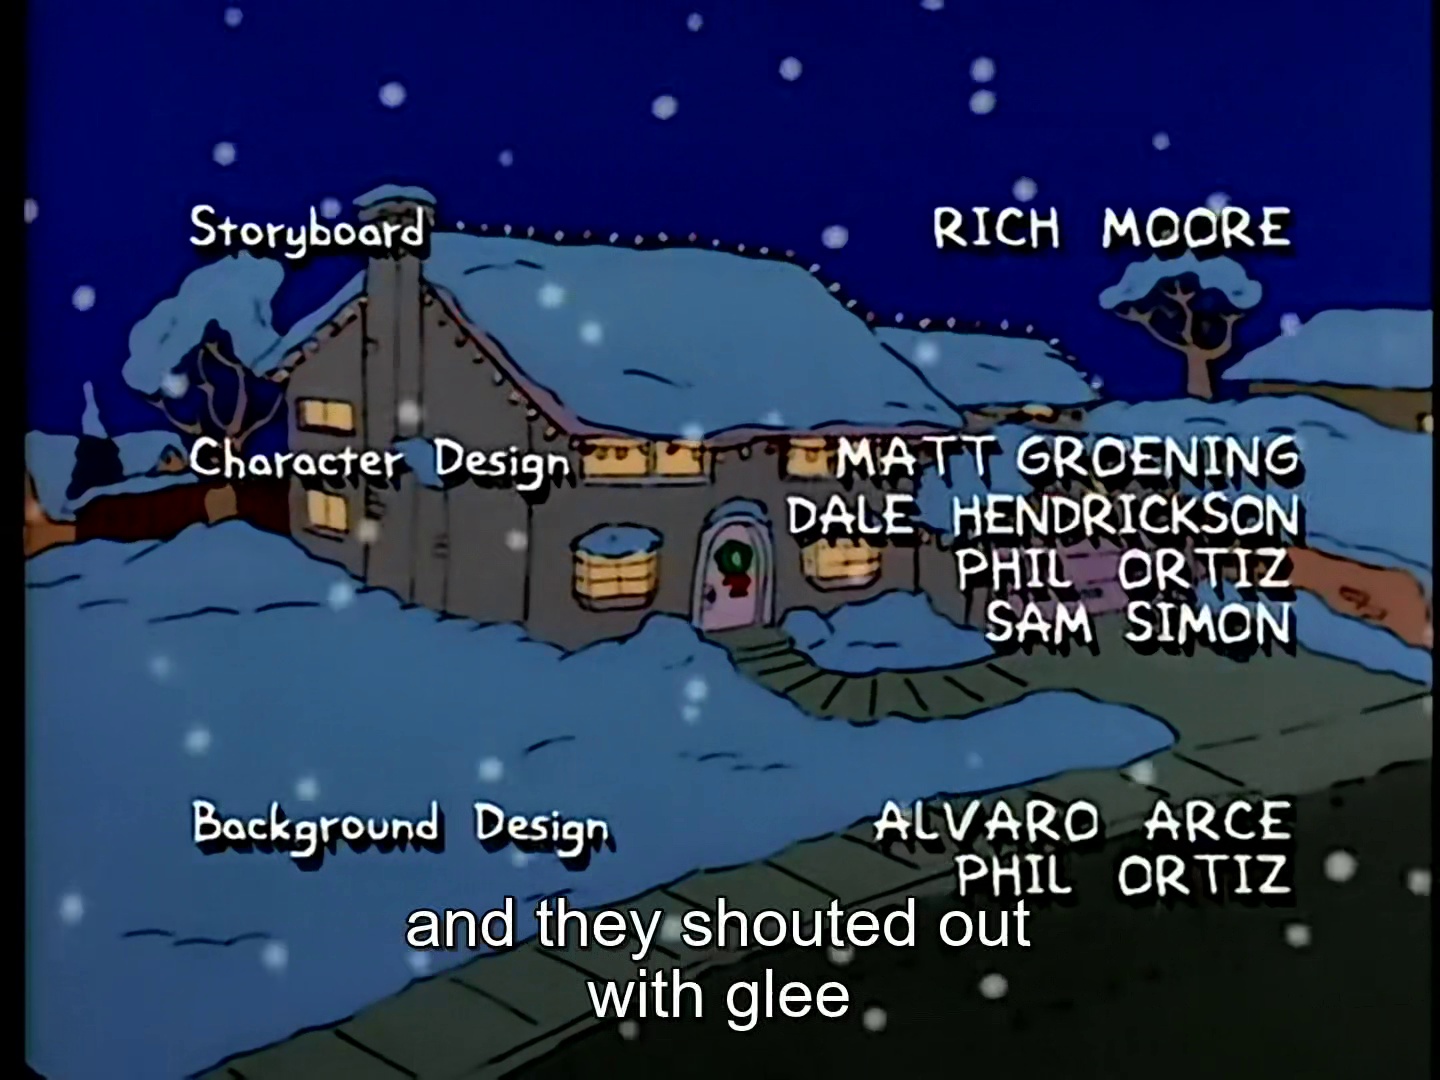 Storyboard RICH MOORE
Character Design MATT GROENING
DALE HENDRICKSON
PHIL ORTIZ
SAM SIMON
Background Design ALVARO ARCE
PHIL ORTIZ
and they shouted out
with glee